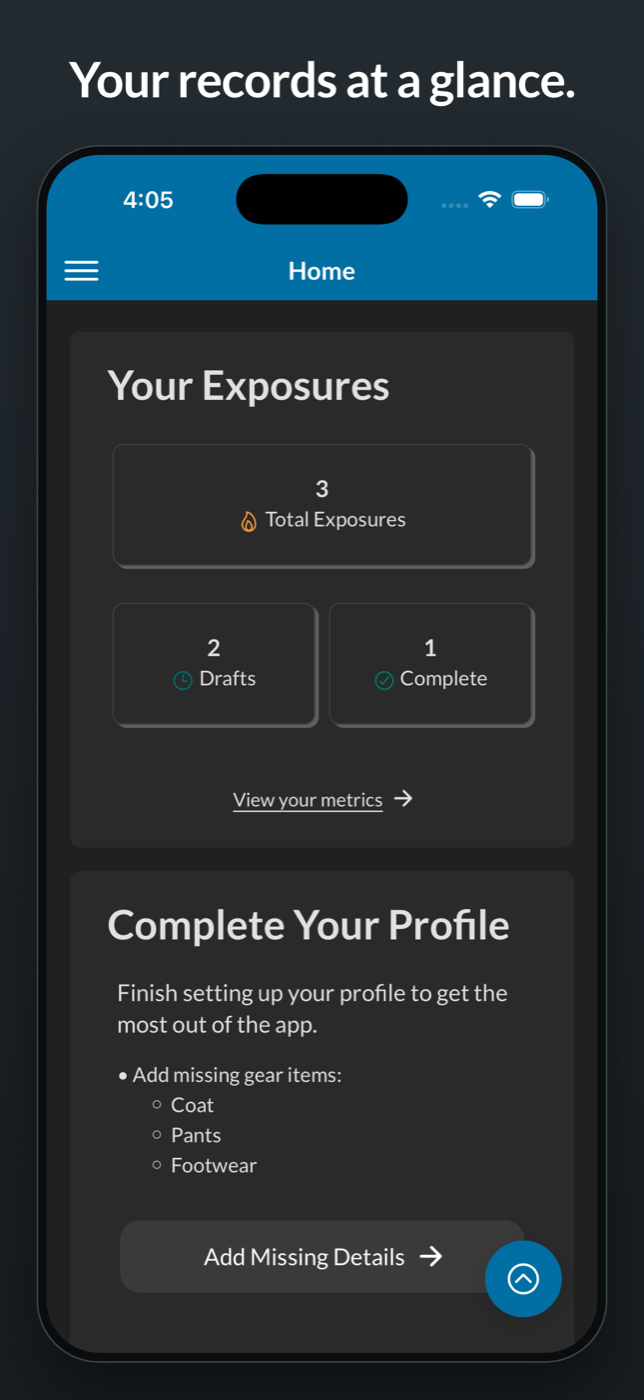 Your records at a glance.
4:05
Home
Your Exposures
3
Total Exposures
2
Drafts
1
Complete
View your metrics
Complete Your Profile
Finish setting up your profile to get the
most out of the app.
• Add missing gear items:
○ Coat
○ Pants
○ Footwear
Add Missing Details